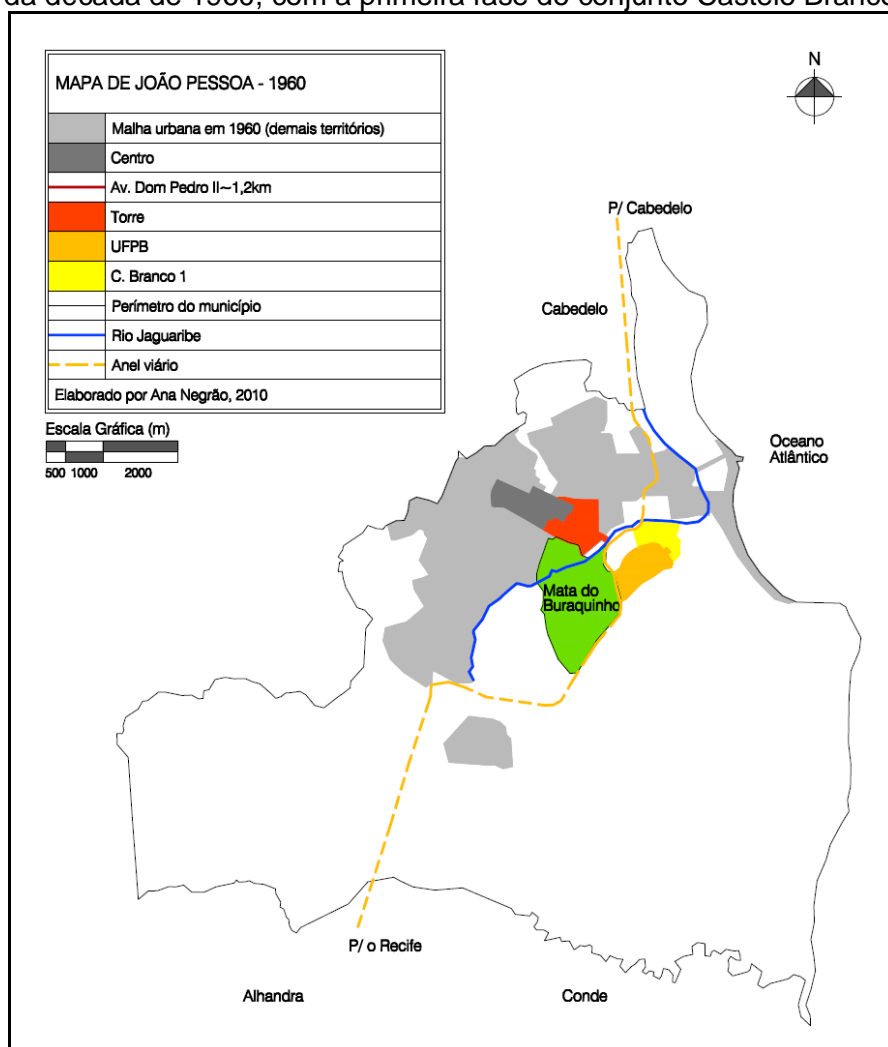 da década de 1960, com a primeira fase do conjunto Castelo Branco
MAPA DE JOÃO PESSOA - 1960
Malha urbana em 1960 (demais territórios)
Centro
Av. Dom Pedro II~1,2km
Torre
UFPB
C. Branco 1
Perímetro do município
Rio Jaguaribe
Anel viário
Elaborado por Ana Negrão, 2010
Escala Gráfica (m)
500 1000 2000
N
P/ Cabedelo
Cabedelo
Oceano
Atlântico
Mata do
Buraquinho
P/ o Recife
Alhandra
Conde